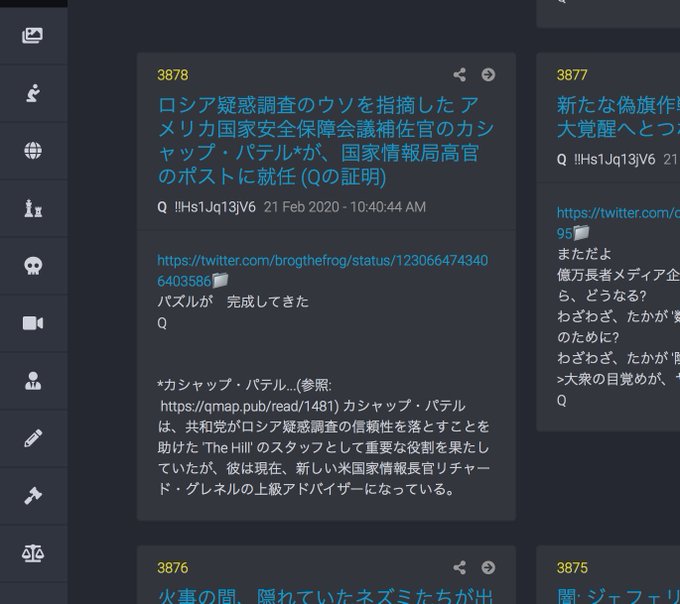 3878
ロシア疑惑調査のウソを指摘した ア
メリカ国家安全保障会議補佐官のカシ
ャップ・パテル*が、国家情報局高官
のポストに就任 (Qの証明)
Q !!Hs1Jq13jV6 21 Feb 2020 - 10:40:44 AM
https://twitter.com/brogthefrog/status/123066474340
6403586
パズルが　完成してきた
Q
*カシャップ・パテル...(参照:
https://qmap.pub/read/1481) カシャップ・パテル
は、共和党がロシア疑惑調査の信頼性を落とすことを
助けた 'The Hill' のスタッフとして重要な役割を果たし
ていたが、彼は現在、新しい米国家情報長官リチャー
ド・グレネルの上級アドバイザーになっている。
3877
新たな偽旗作
大覚醒へとつ
Q !!Hs1Jq13jV6 21
https://twitter.com/
95
まただよ
億万長者メディア企
ら、どうなる?
わざわざ、たかが '
のために?
わざわざ、たかが '
>大衆の目覚めが、
Q
3876
火事の間、隠れていたネズミたちが出
3875
闇: ジェフェリ